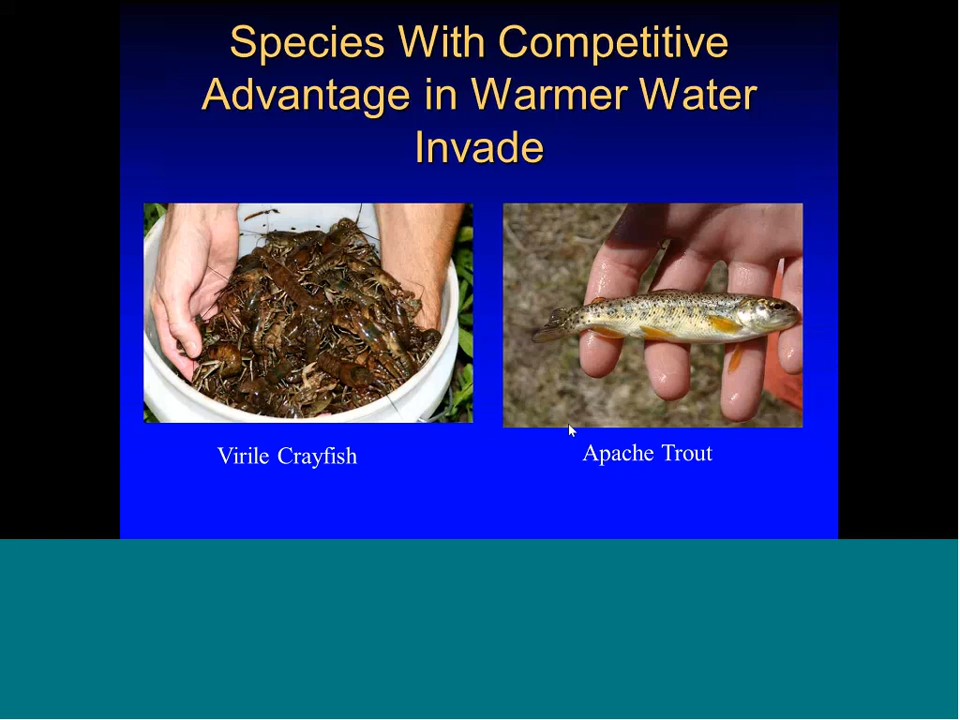 Species With Competitive
Advantage in Warmer Water
Invade
Virile Crayfish
Apache Trout